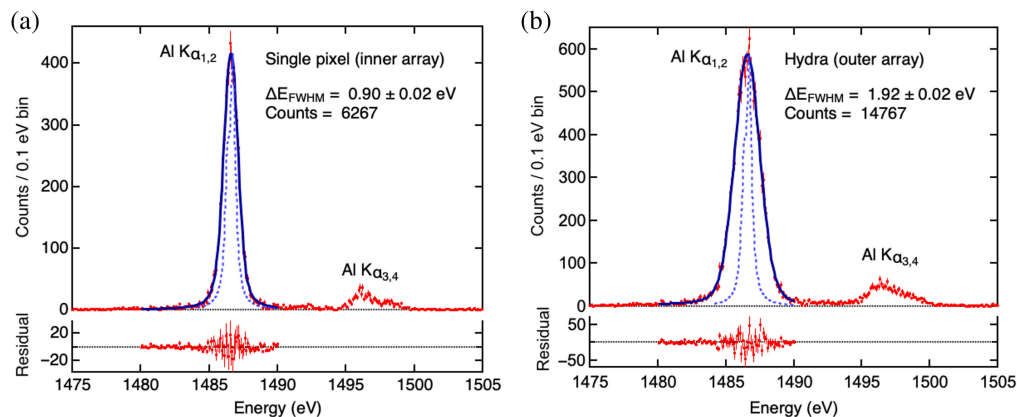 (a)
Al Kα1,2
Single pixel (inner array)
ΔEFWHM = 0.90 ± 0.02 eV
Counts = 6267
Al Kα3,4
Counts / 0.1 eV bin
400
300
200
100
0
Residual
20
0
-20
1475 1480 1485 1490 1495 1500 1505
Energy (eV)
(b)
Al Kα1,2
Hydra (outer array)
ΔEFWHM = 1.92 ± 0.02 eV
Counts = 14767
Al Kα3,4
Counts / 0.1 eV bin
600
500
400
300
200
100
0
Residual
50
0
-50
1475 1480 1485 1490 1495 1500 1505
Energy (eV)